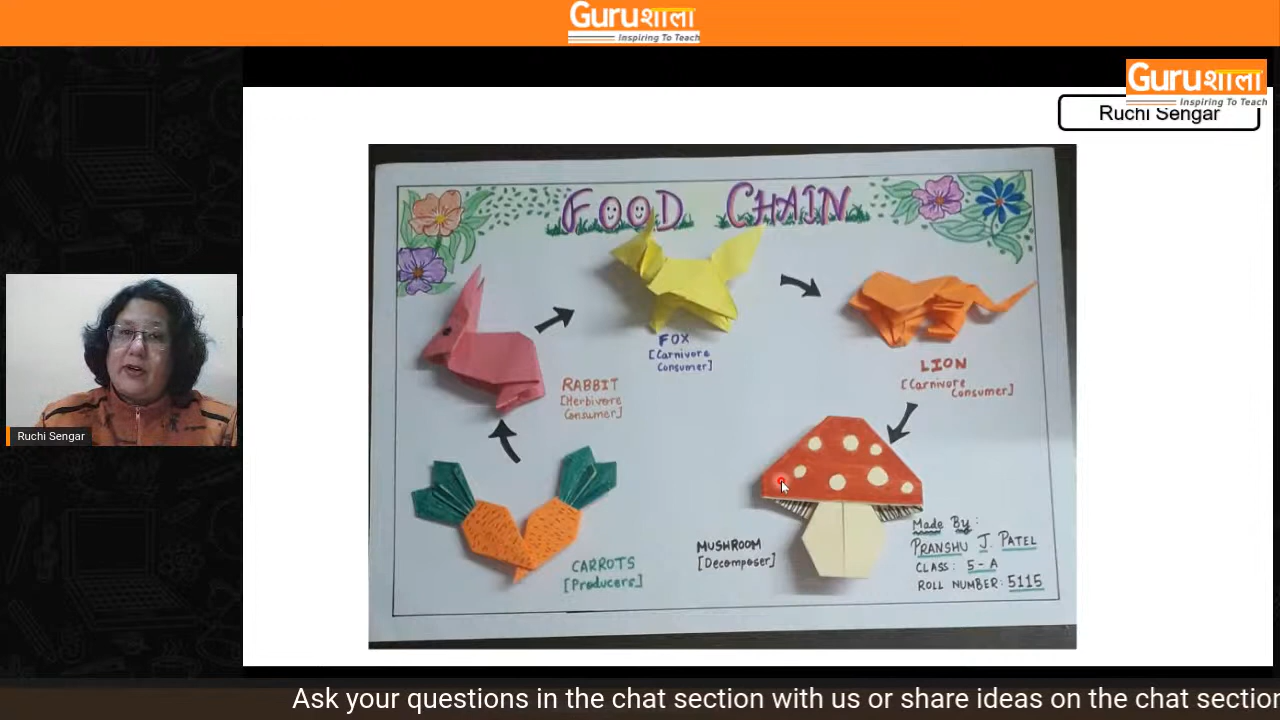 Guruशाला
Inspiring To Teach
Guruशाला
Inspiring To Teach
Ruchi Sengar
FOOD CHAIN
FOX
[Carnivore
Consumer]
RABBIT
[Herbivore
Consumer]
LION
[Carnivore
Consumer]
CARROTS
[Producers]
MUSHROOM
[Decomposer]
Made By:
PRANSHU J. PATEL
CLASS: 5-A
ROLL NUMBER: 5115
Ruchi Sengar
Ask your questions in the chat section with us or share ideas on the chat section